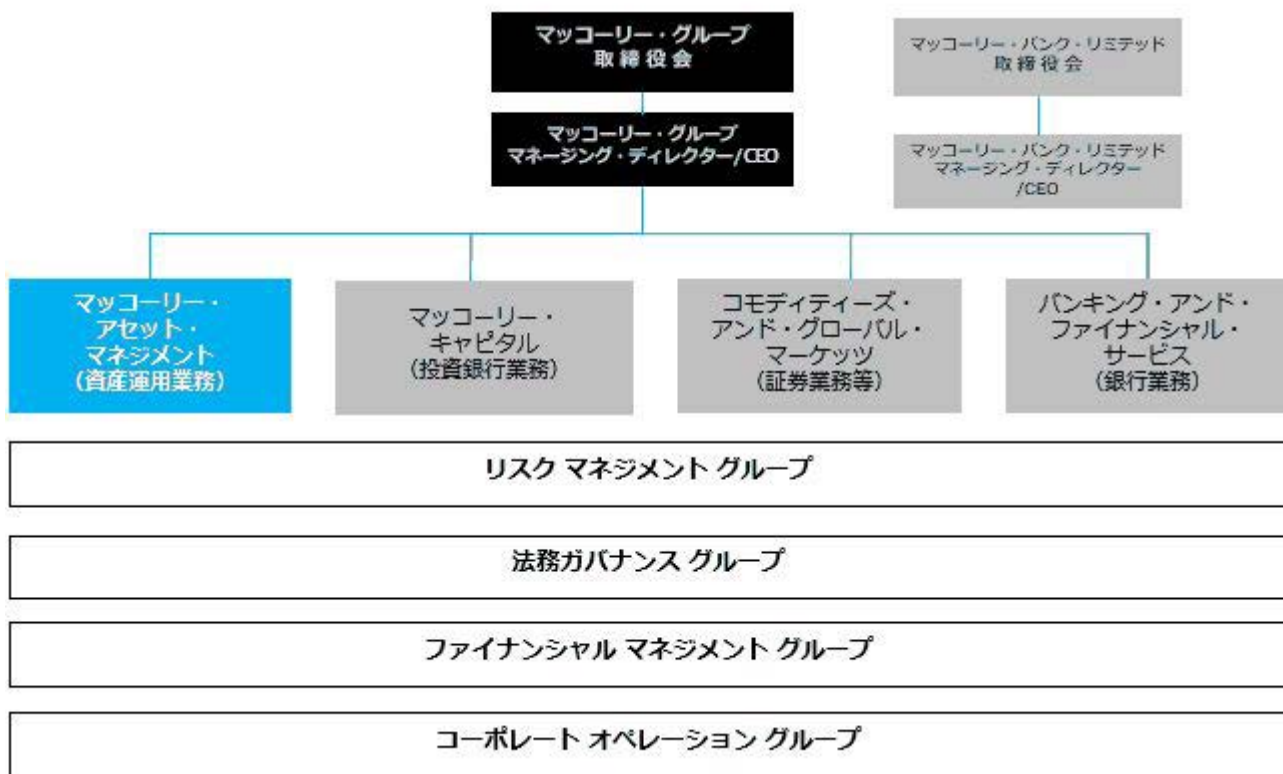 マッコーリー・グループ
取締役会
マッコーリー・バンク・リミテッド
取締役会
マッコーリー・グループ
マネージング・ディレクター/CEO
マッコーリー・バンク・リミテッド
マネージング・ディレクター
/CEO
マッコーリー・
アセット・
マネジメント
(資産運用業務)
マッコーリー・
キャピタル
(投資銀行業務)
コモディティーズ・
アンド・グローバル・
マーケッツ
(証券業務等)
バンキング・アンド・
ファイナンシャル・
サービス
(銀行業務)
リスク マネジメント グループ
法務ガバナンス グループ
ファイナンシャル マネジメント グループ
コーポレート オペレーション グループ